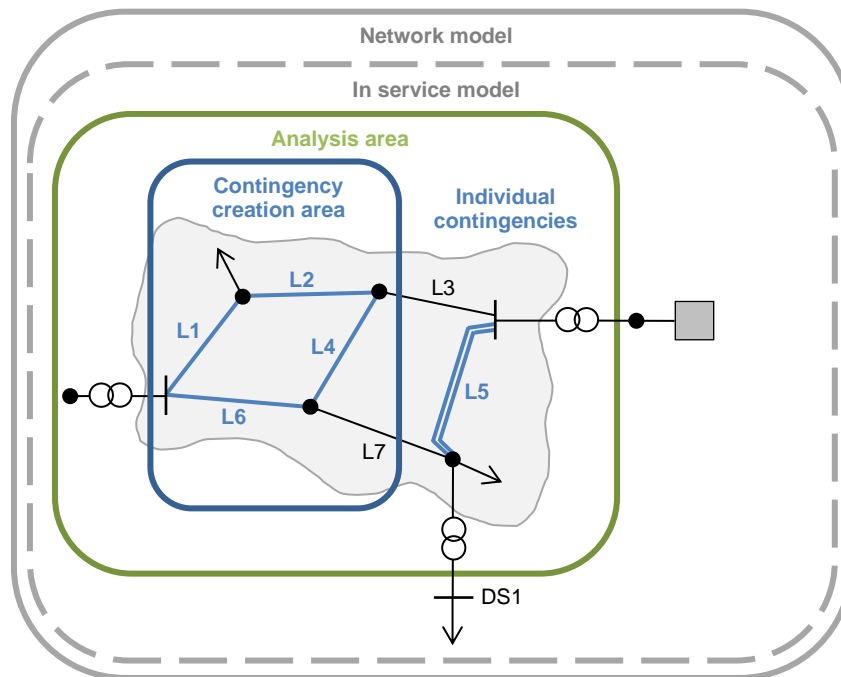 Network model
In service model
Analysis area
Contingency
creation area
Individual
contingencies
L2
L3
L1
L4
L5
L6
L7
DS1